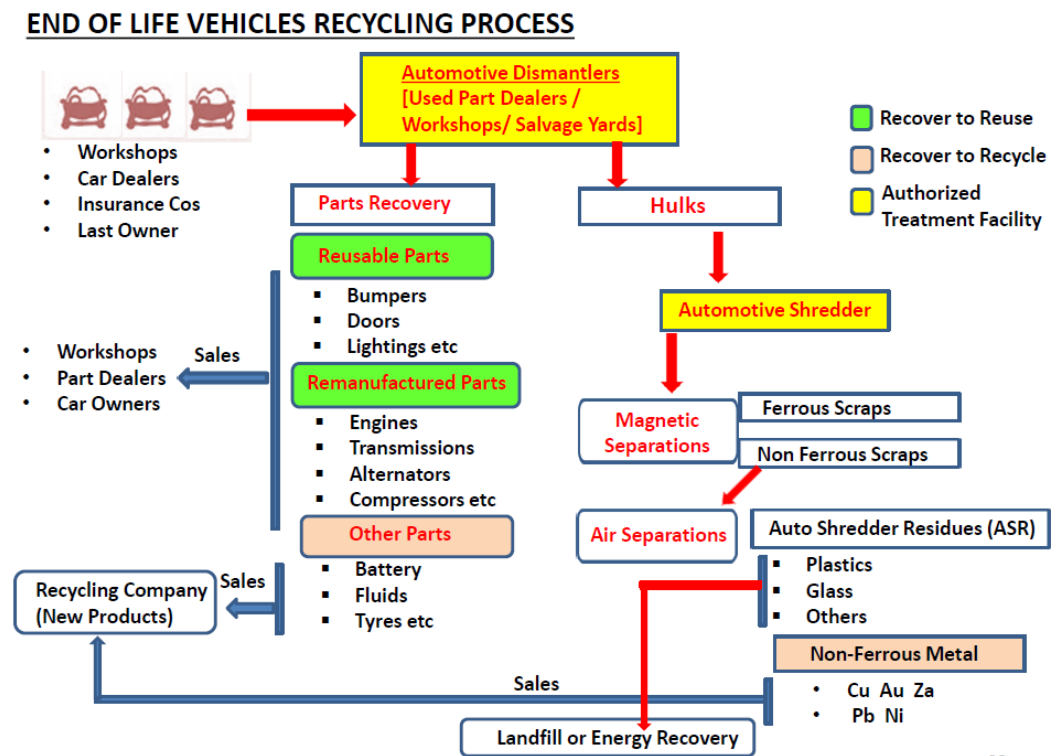 END OF LIFE VEHICLES RECYCLING PROCESS
Automotive Dismantlers
[Used Part Dealers /
Workshops/ Salvage Yards]
• Workshops
• Car Dealers
• Insurance Cos
• Last Owner
Recover to Reuse
Recover to Recycle
Authorized
Treatment Facility
Parts Recovery
Hulks
Reusable Parts
▪ Bumpers
▪ Doors
▪ Lightings etc
Automotive Shredder
Sales
• Workshops
• Part Dealers
• Car Owners
Remanufactured Parts
▪ Engines
▪ Transmissions
▪ Alternators
▪ Compressors etc
Magnetic
Separations
Ferrous Scraps
Non Ferrous Scraps
Other Parts
▪ Battery
▪ Fluids
▪ Tyres etc
Air Separations
Auto Shredder Residues (ASR)
▪ Plastics
▪ Glass
▪ Others
Sales
Recycling Company
(New Products)
Non-Ferrous Metal
• Cu Au Za
• Pb Ni
Sales
Landfill or Energy Recovery